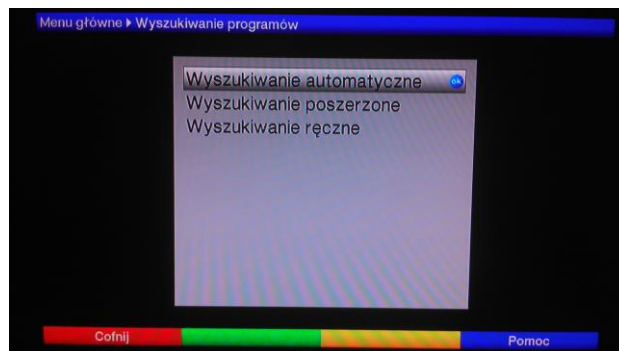 Menu główne ▸ Wyszukiwanie programów
Wyszukiwanie automatyczne ok
Wyszukiwanie poszerzone
Wyszukiwanie ręczne
Cofnij Pomoc